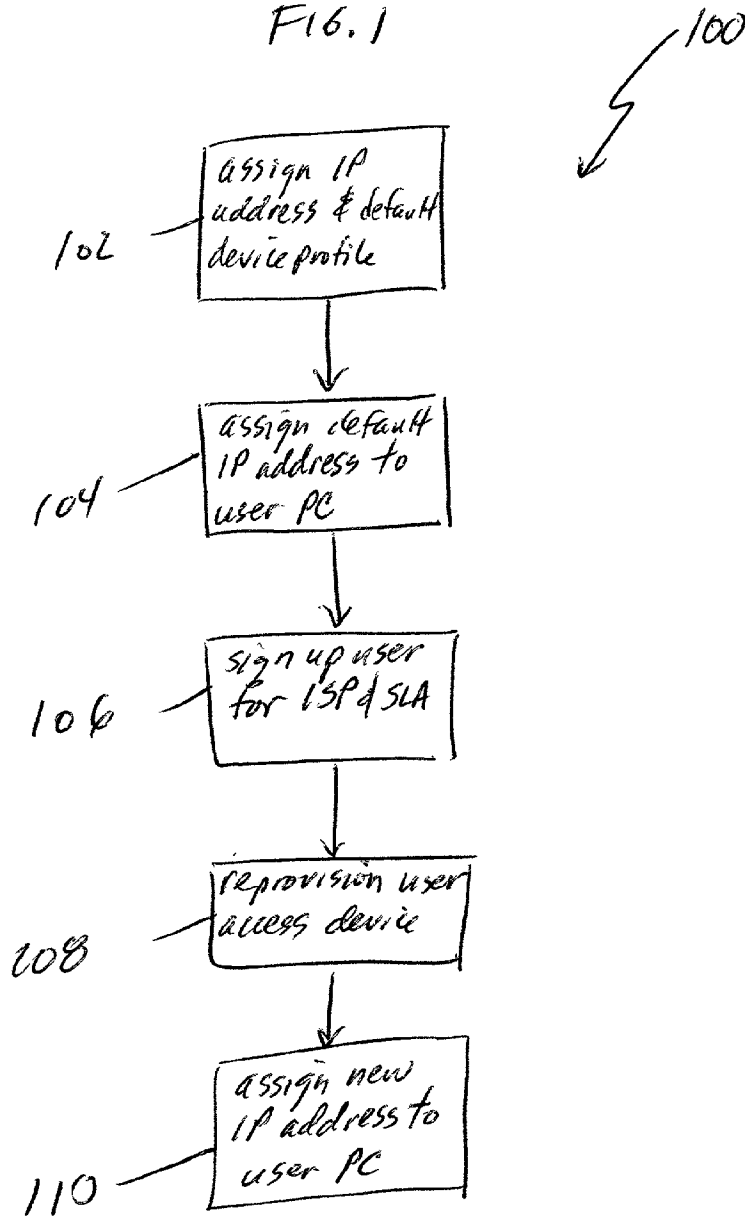 FIG. 1
100
assign IP
address & default
device profile
102
assign default
IP address to
user PC
104
sign up user
for ISP & SLA
106
reprovision user
access device
108
assign new
IP address to
user PC
110